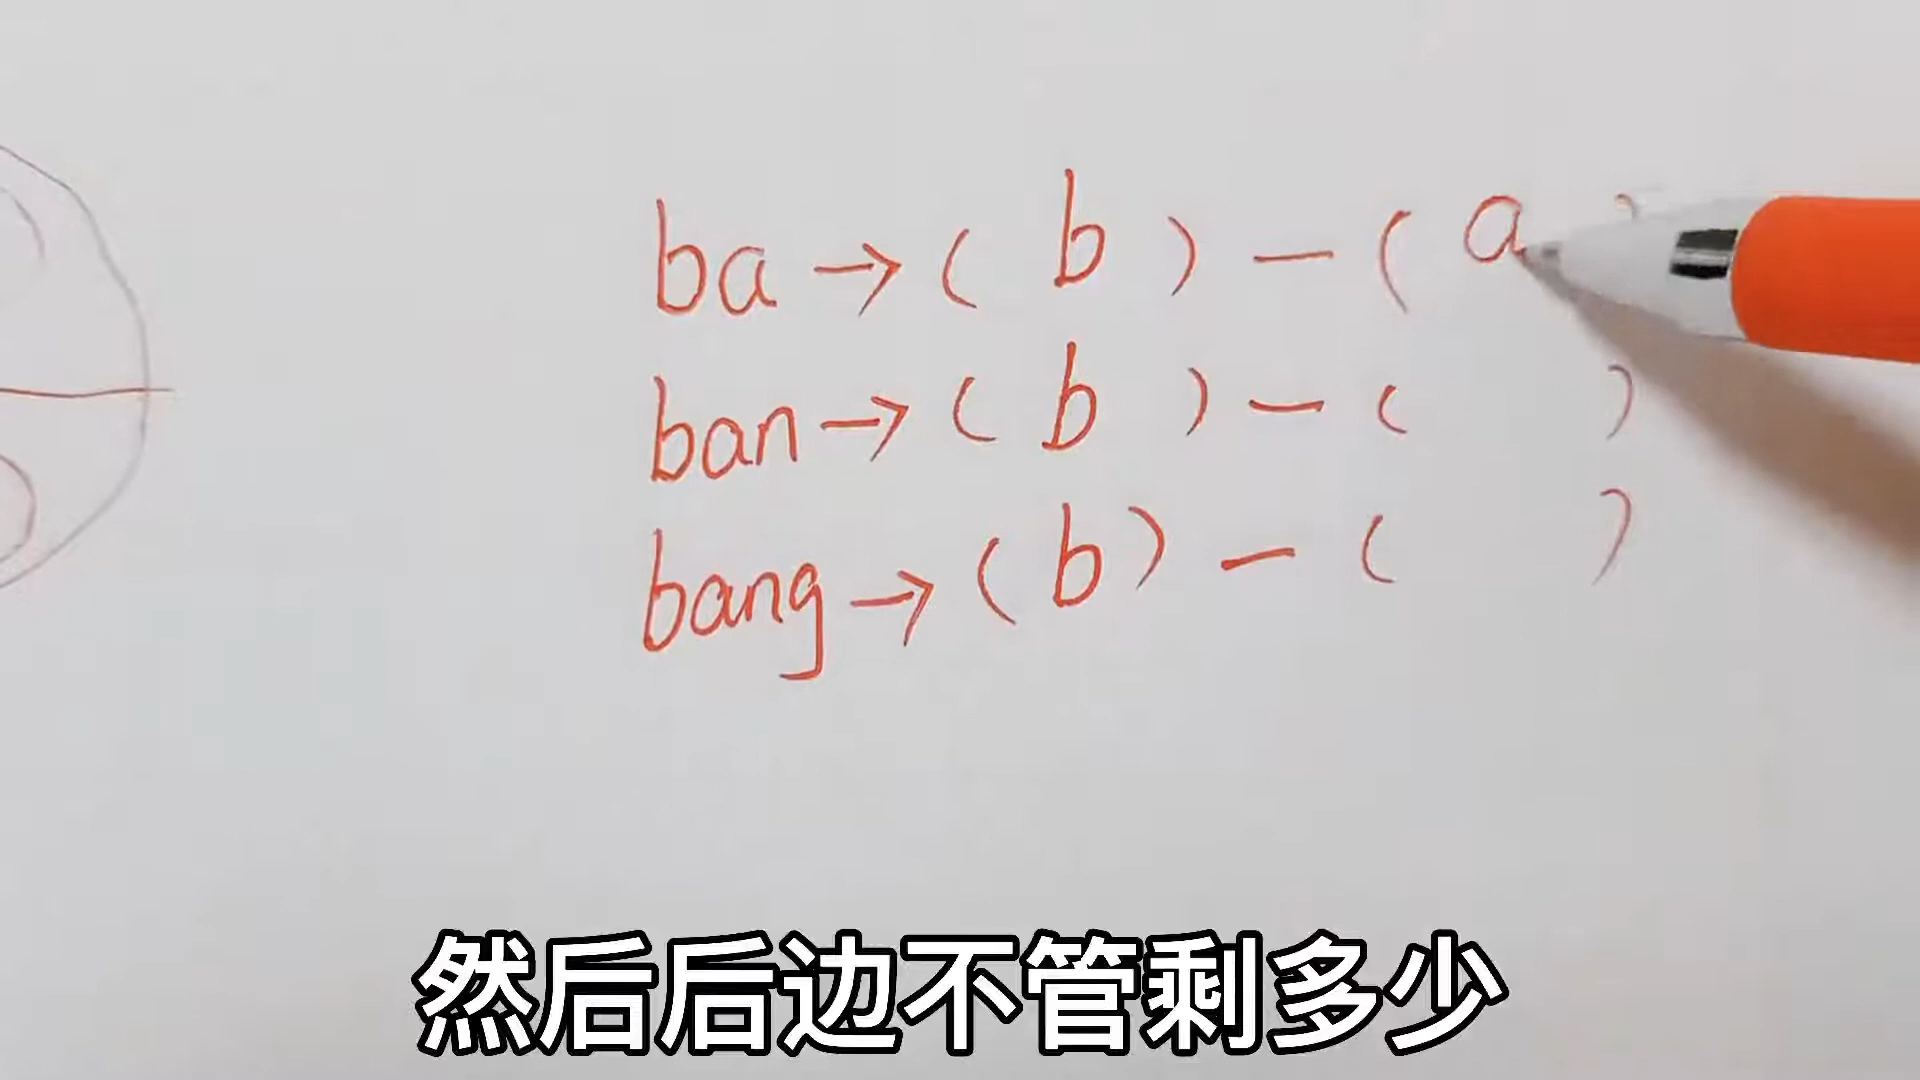 ba→( b )—( a )
ban→( b )—( )
bang→( b )—( )
然后后边不管剩多少